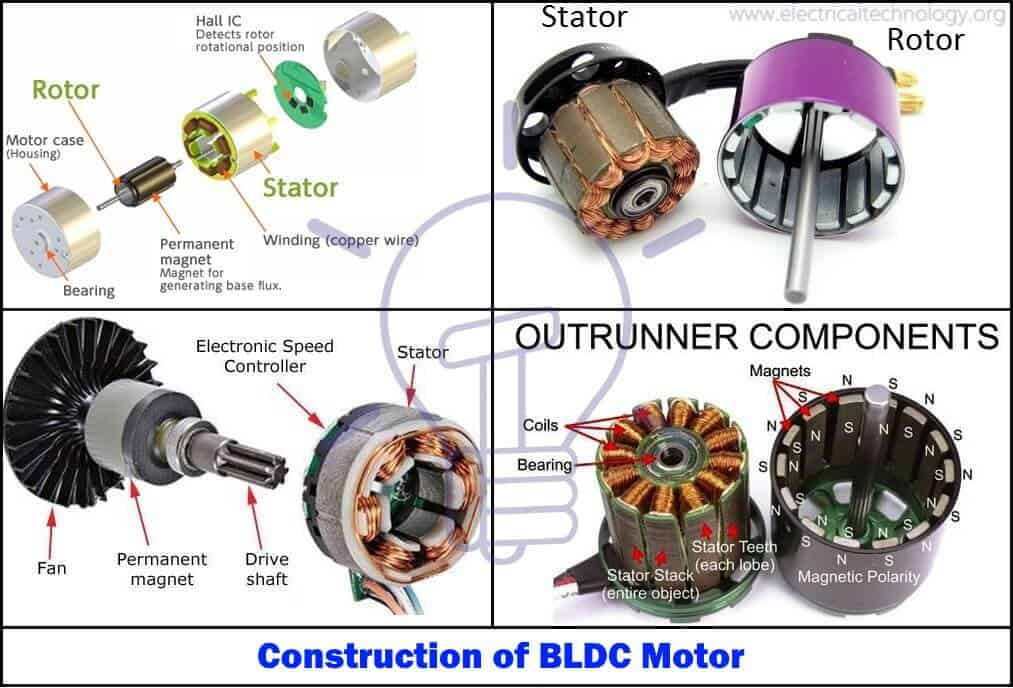 Hall IC
Detects rotor
rotational position
Rotor
Motor case
(Housing)
Stator
Permanent
magnet
Magnet for
generating base flux.
Winding (copper wire)
Bearing
www.electricaltechnology.org
Stator
Rotor
Electronic Speed
Controller
Stator
Fan
Permanent
magnet
Drive
shaft
OUTRUNNER COMPONENTS
Magnets
Coils
Bearing
Stator Teeth
(each lobe)
Stator Stack
(entire object)
N
S
N
S
N
S
N
S
N
S
N
S
N
S
N
S
N
S
N
S
N
S
N
S
N
S
N
S
Magnetic Polarity
Construction of BLDC Motor